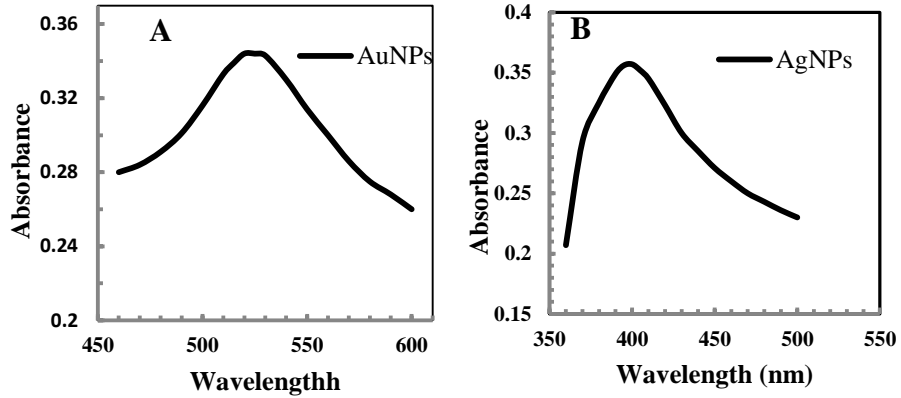 A
AuNPs
Absorbance
0.36
0.32
0.28
0.24
0.2
450 500 550 600
Wavelengthh
B
AgNPs
Absorbance
0.4
0.35
0.3
0.25
0.2
0.15
350 400 450 500 550
Wavelength (nm)